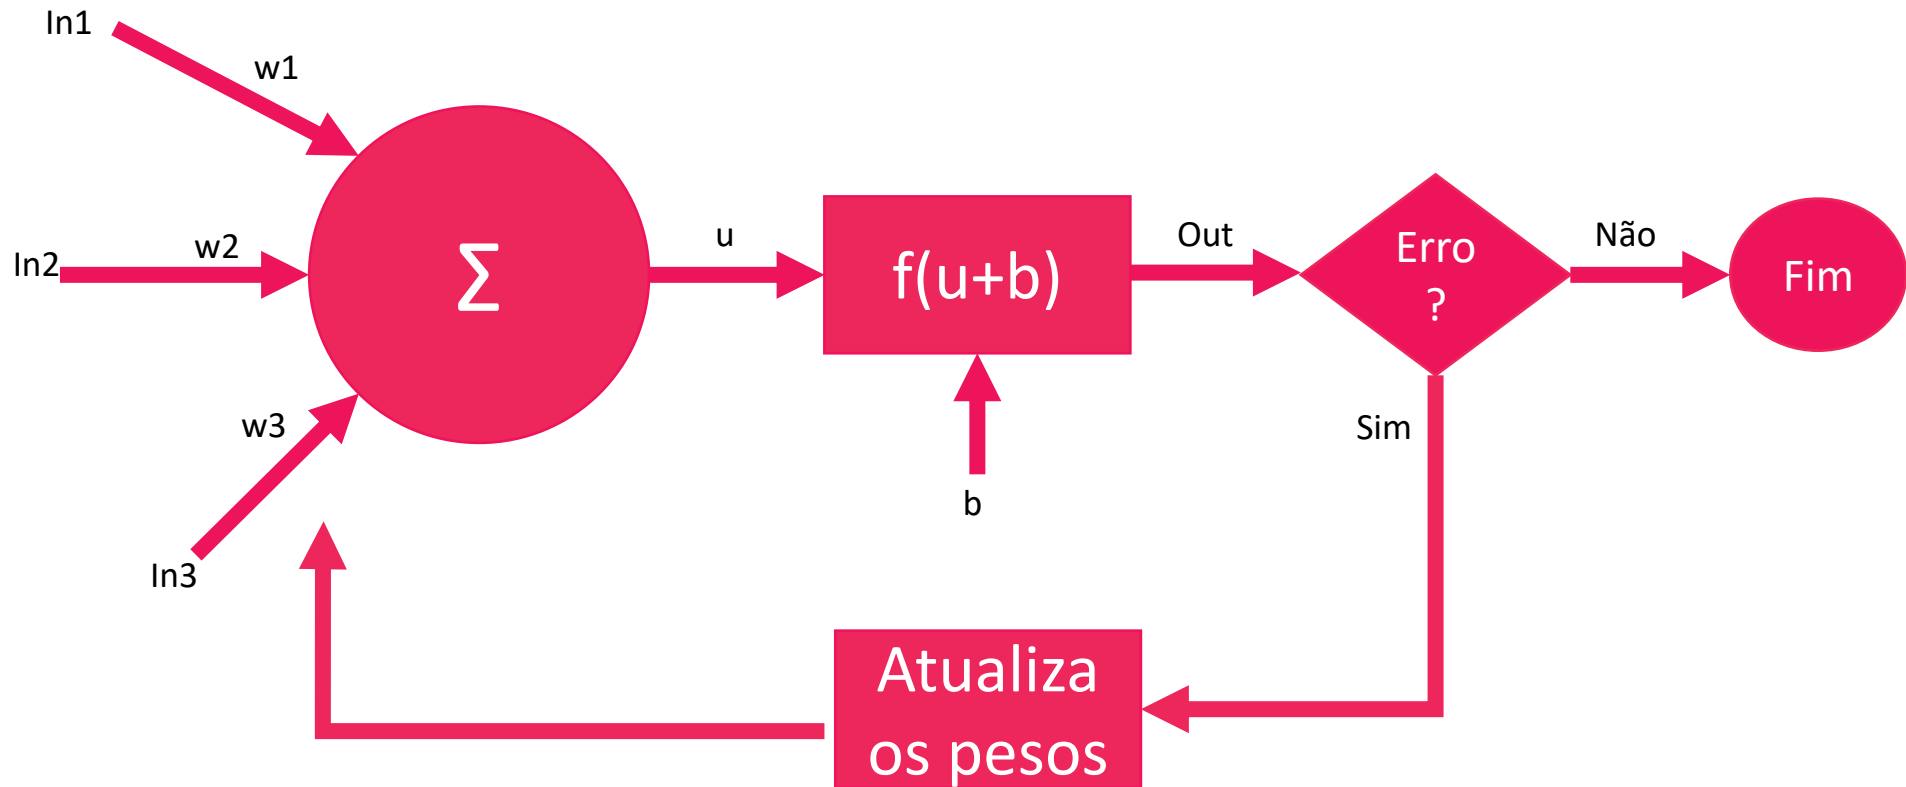 In1
w1
In2
w2
w3
In3
Σ
u
f(u+b)
b
Out
Erro
?
Não
Fim
Sim
Atualiza
os pesos